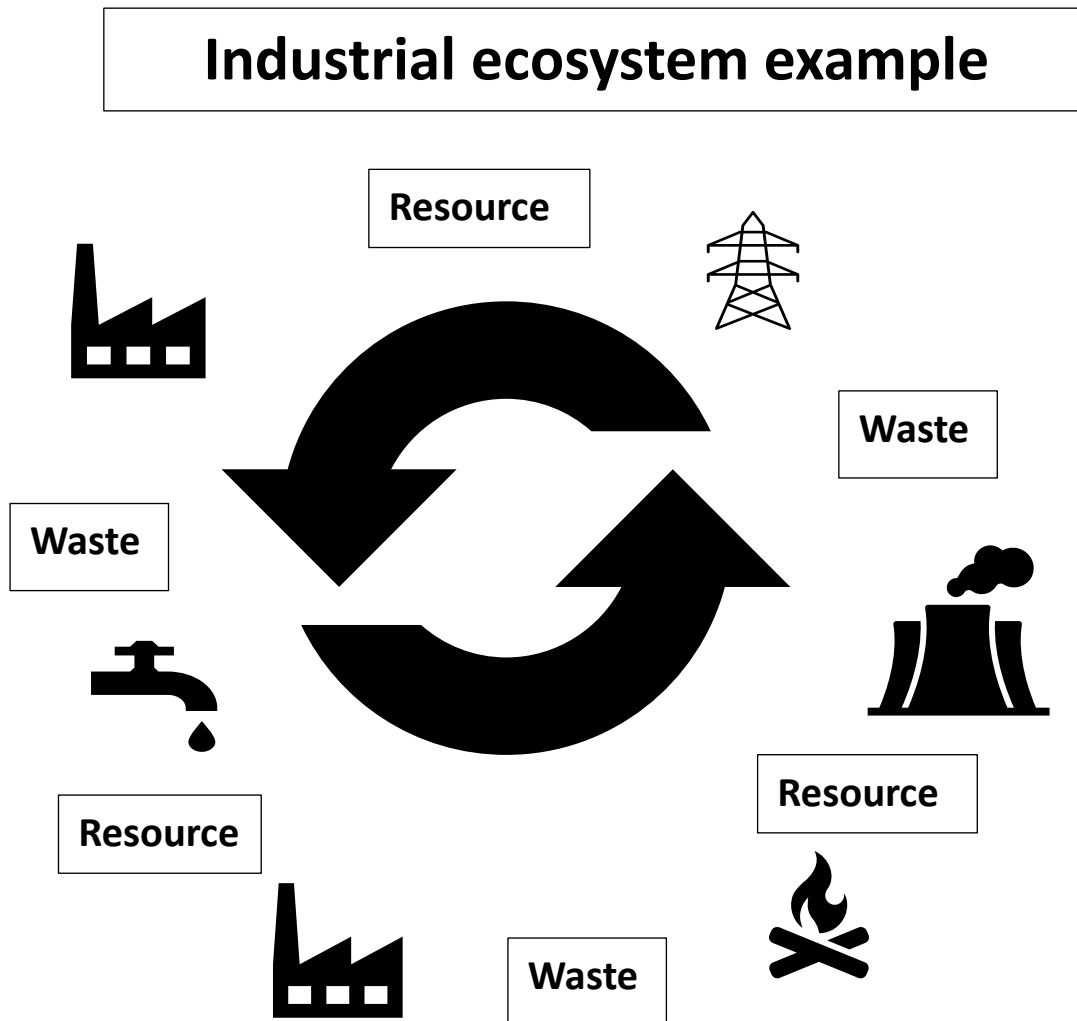 Industrial ecosystem example
Resource
Waste
Waste
Resource
Resource
Waste